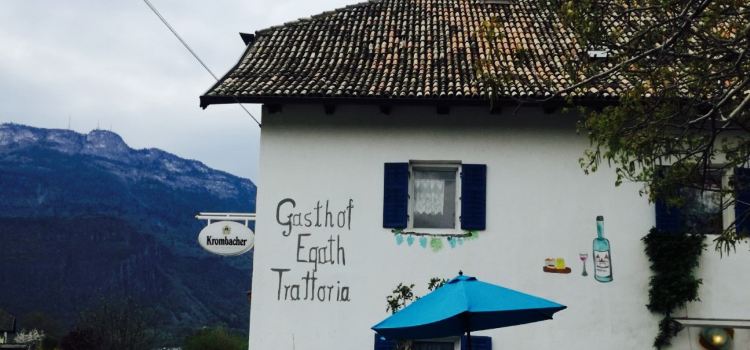 Gasthof
Egath
Trattoria
Krombacher